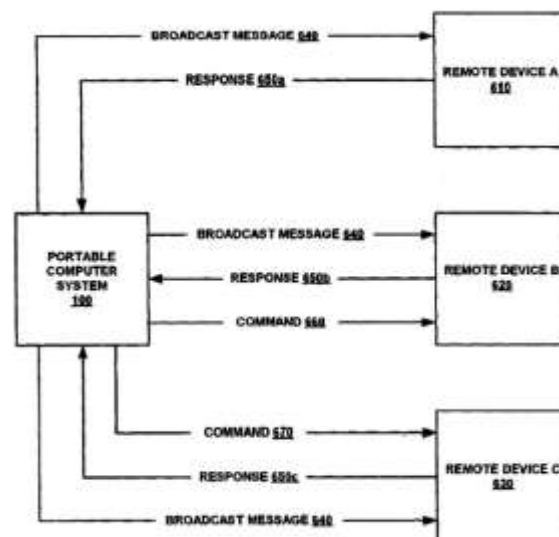 BROADCAST MESSAGE 640
RESPONSE 650a
REMOTE DEVICE A
610
PORTABLE
COMPUTER
SYSTEM
100
BROADCAST MESSAGE 640
RESPONSE 650b
COMMAND 660
REMOTE DEVICE B
620
COMMAND 670
RESPONSE 650c
BROADCAST MESSAGE 640
REMOTE DEVICE C
630